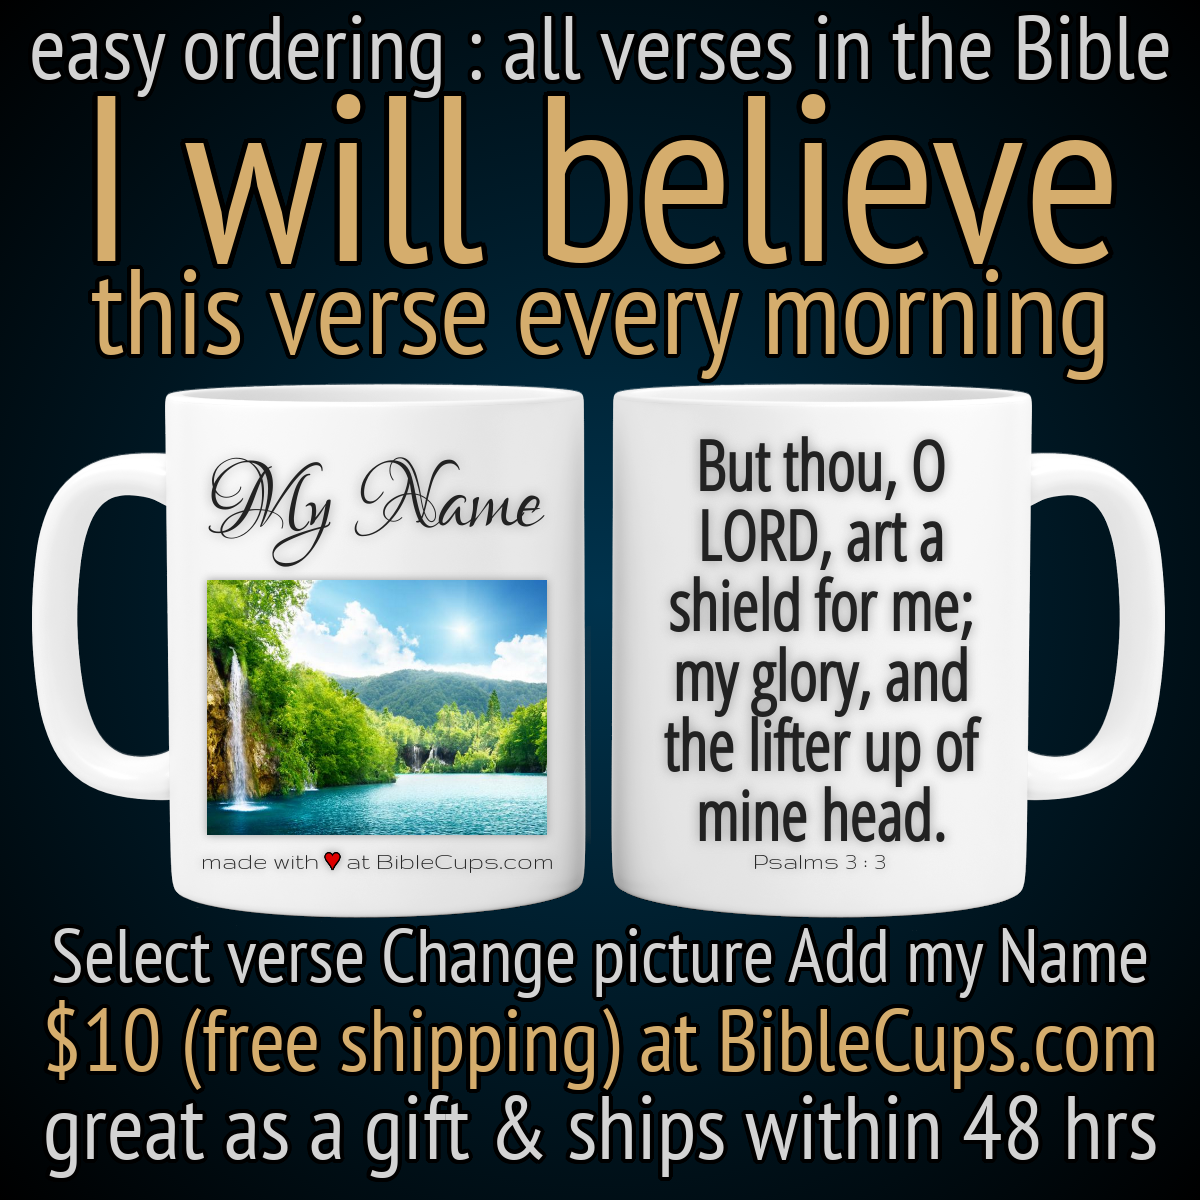 easy ordering : all verses in the Bible
I will believe
this verse every morning
My Name
made with ❤ at BibleCups.com
But thou, O
LORD, art a
shield for me;
my glory, and
the lifter up of
mine head.
Psalms 3 : 3
Select verse Change picture Add my Name
$10 (free shipping) at BibleCups.com
great as a gift & ships within 48 hrs